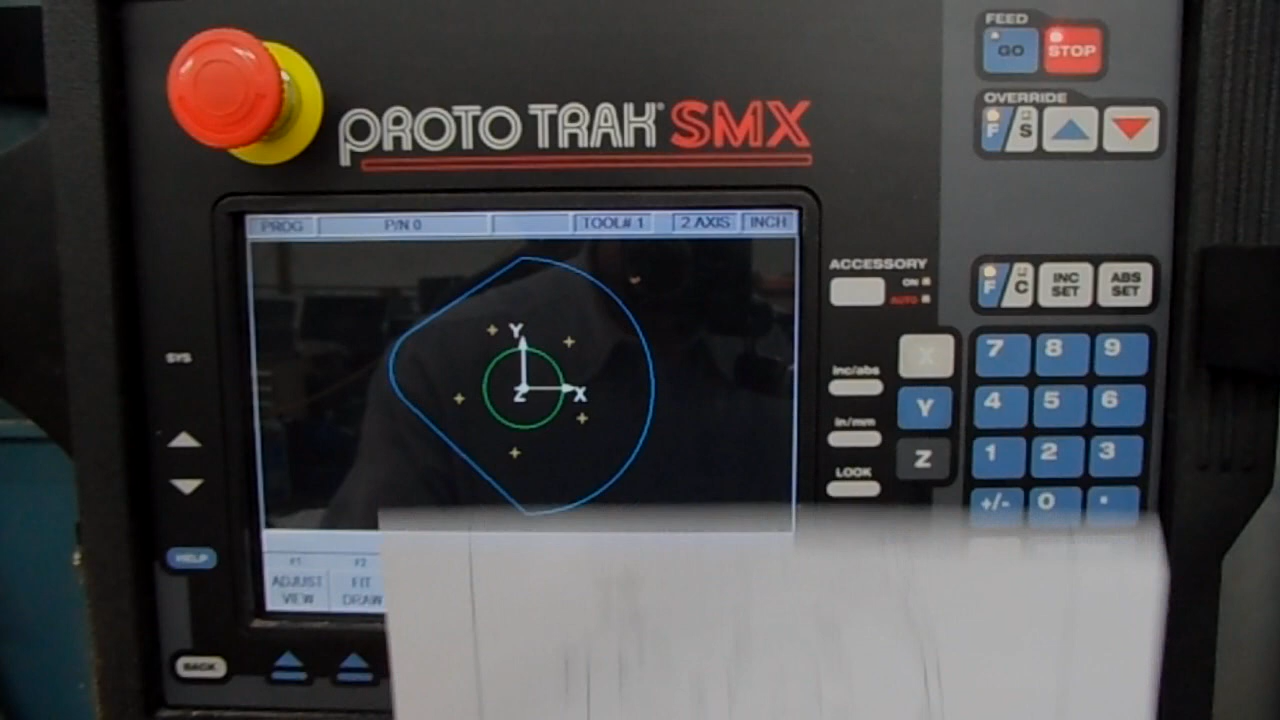 FEED
GO STOP
PROTO TRAK SMX
OVERRIDE
F S
PROG P/N 0 TOOL# 1 2 AXIS INCH
ACCESSORY
ON
AUTO
F C INC SET ABS SET
Y
Z X
inc/abs
in/mm
LOOK
X
Y
Z
7 8 9
4 5 6
1 2 3
+/- 0 .
SYS
HELP
F1 F2
ADJUST VIEW FIT DRAW
BACK